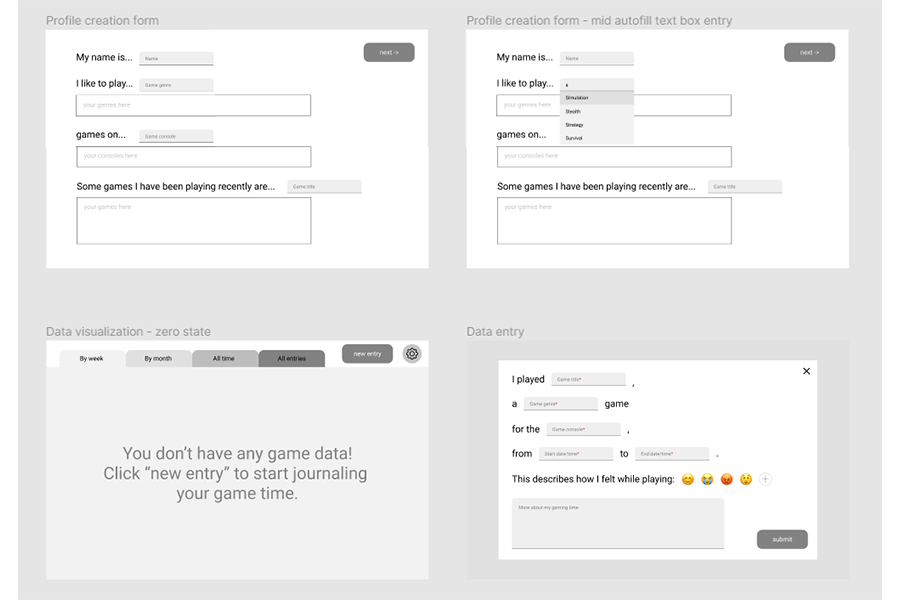 Profile creation form
My name is... Name
next ->
I like to play... Game genre
your genres here
games on... Game console
your consoles here
Some games I have been playing recently are... Game title
your games here
Profile creation form - mid autofill text box entry
My name is... Name
next ->
I like to play... s
Simulation
your genres here
Stealth
Strategy
games on...
Survival
your consoles here
Some games I have been playing recently are... Game title
your games here
Data visualization - zero state
By week By month All time All entries new entry
You don’t have any game data!
Click “new entry” to start journaling
your game time.
Data entry
I played Game title* ,
a Game genre* game
for the Game console* ,
from Start date/time* to End date/time* .
This describes how I felt while playing: 😊 😭 😡 😲 +
More about my gaming time
submit